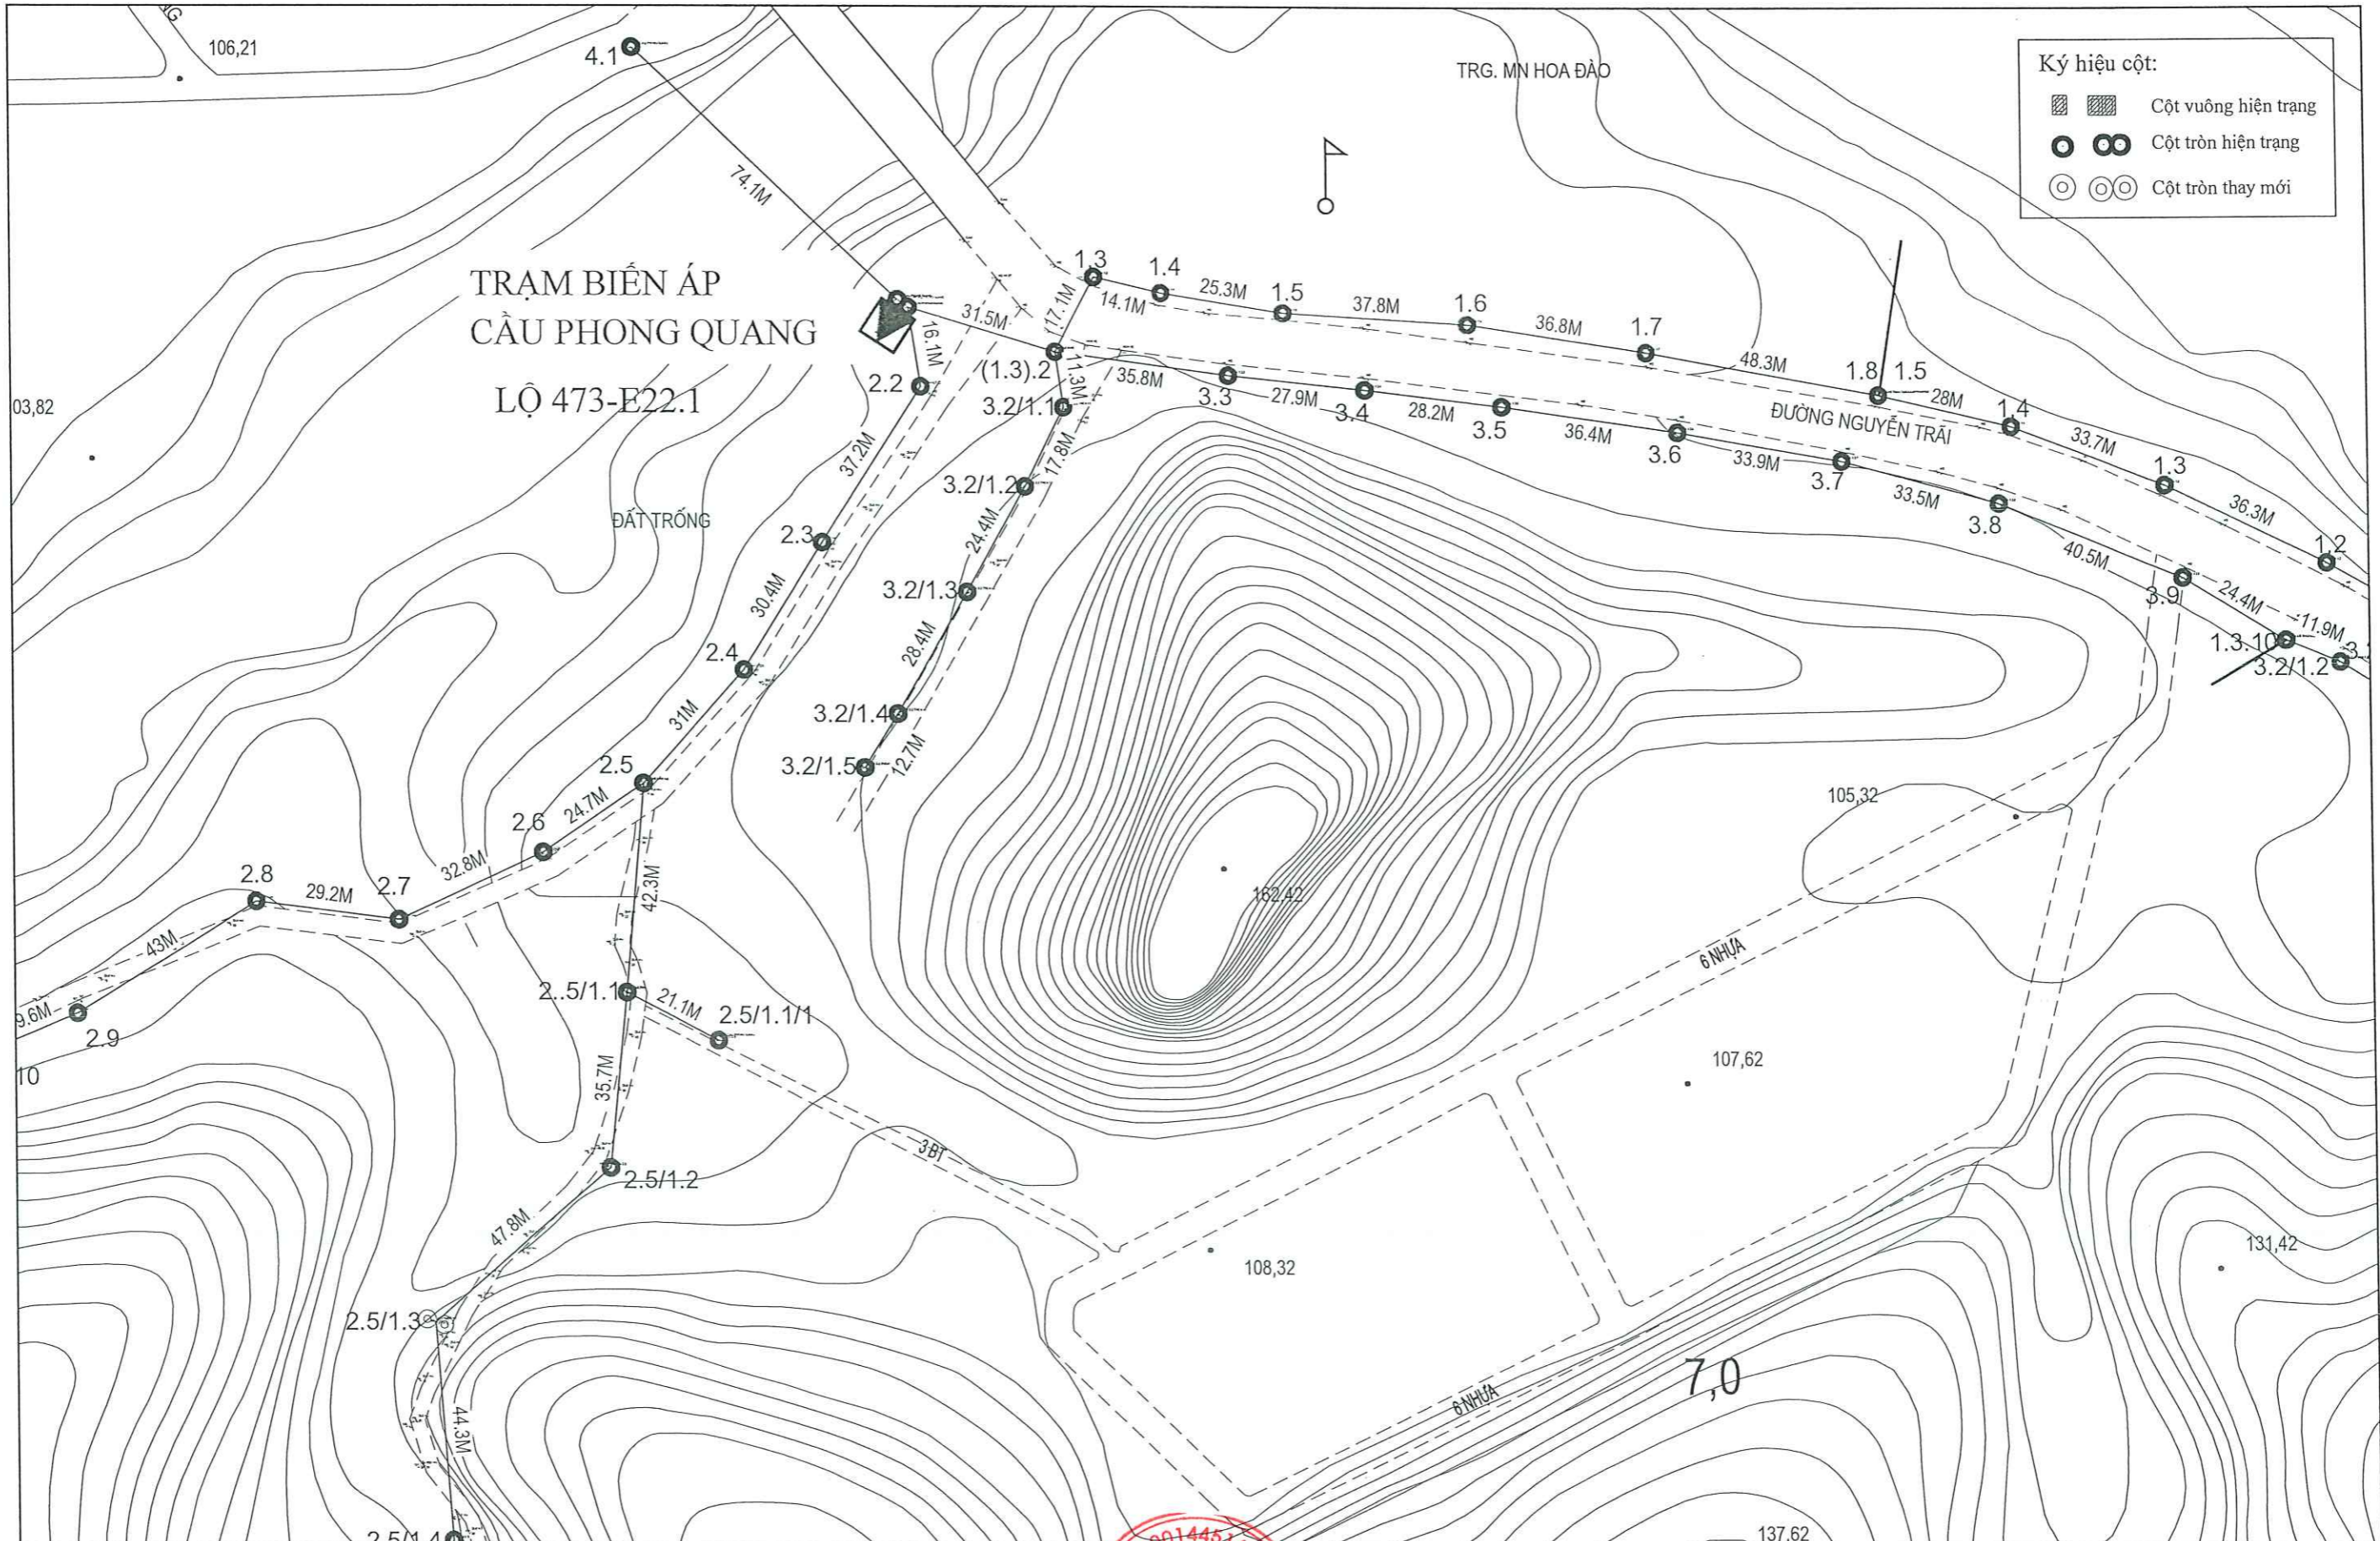 106,21
4.1
TRG. MN HOA ĐÀO
Ký hiệu cột:
Cột vuông hiện trạng
Cột tròn hiện trạng
Cột tròn thay mới
74.1M
TRẠM BIẾN ÁP
CẦU PHONG QUANG
LỘ 473-E22.1
03,82
31.5M
16.1M
17.1M
1.3
14.1M
1.4
25.3M
1.5
37.8M
1.6
36.8M
1.7
48.3M
1.8
1.5
28M
1.4
33.7M
1.3
36.3M
1.2
ĐƯỜNG NGUYỄN TRÃI
2.2
(1.3).2
11.3M
35.8M
3.3
27.9M
3.4
28.2M
3.5
36.4M
3.6
33.9M
3.7
33.5M
3.8
40.5M
3.9
24.4M
11.9M
1.3.10
3.2/1.2
3.2/1.1
17.8M
3.2/1.2
24.4M
3.2/1.3
28.4M
3.2/1.4
12.7M
3.2/1.5
37.2M
ĐẤT TRỐNG
2.3
30.4M
2.4
31M
2.5
24.7M
2.6
32.8M
2.7
29.2M
2.8
43M
9.6M
2.9
10
42.3M
2..5/1.1
21.1M
2.5/1.1/1
35.7M
2.5/1.2
47.8M
2.5/1.3
44.3M
2.5/1.4
3 BT
162,42
105,32
6 NHỰA
107,62
108,32
131,42
7,0
6 NHỰA
137,62